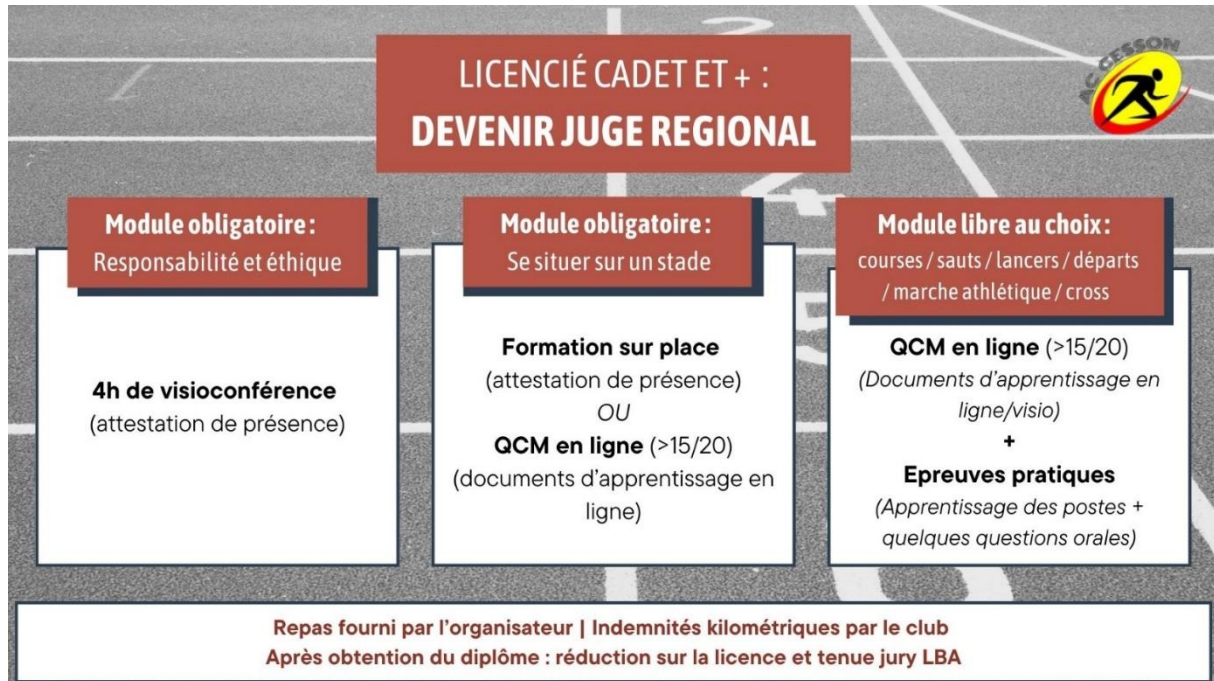 LICENCIÉ CADET ET + :
DEVENIR JUGE REGIONAL
AC CESSON
Module obligatoire :
Responsabilité et éthique
4h de visioconférence
(attestation de présence)
Module obligatoire :
Se situer sur un stade
Formation sur place
(attestation de présence)
OU
QCM en ligne (>15/20)
(documents d'apprentissage en
ligne)
Module libre au choix :
courses / sauts / lancers / départs
/ marche athlétique / cross
QCM en ligne (>15/20)
(Documents d'apprentissage en
ligne/visio)
+
Epreuves pratiques
(Apprentissage des postes +
quelques questions orales)
Repas fourni par l'organisateur | Indemnités kilométriques par le club
Après obtention du diplôme : réduction sur la licence et tenue jury LBA